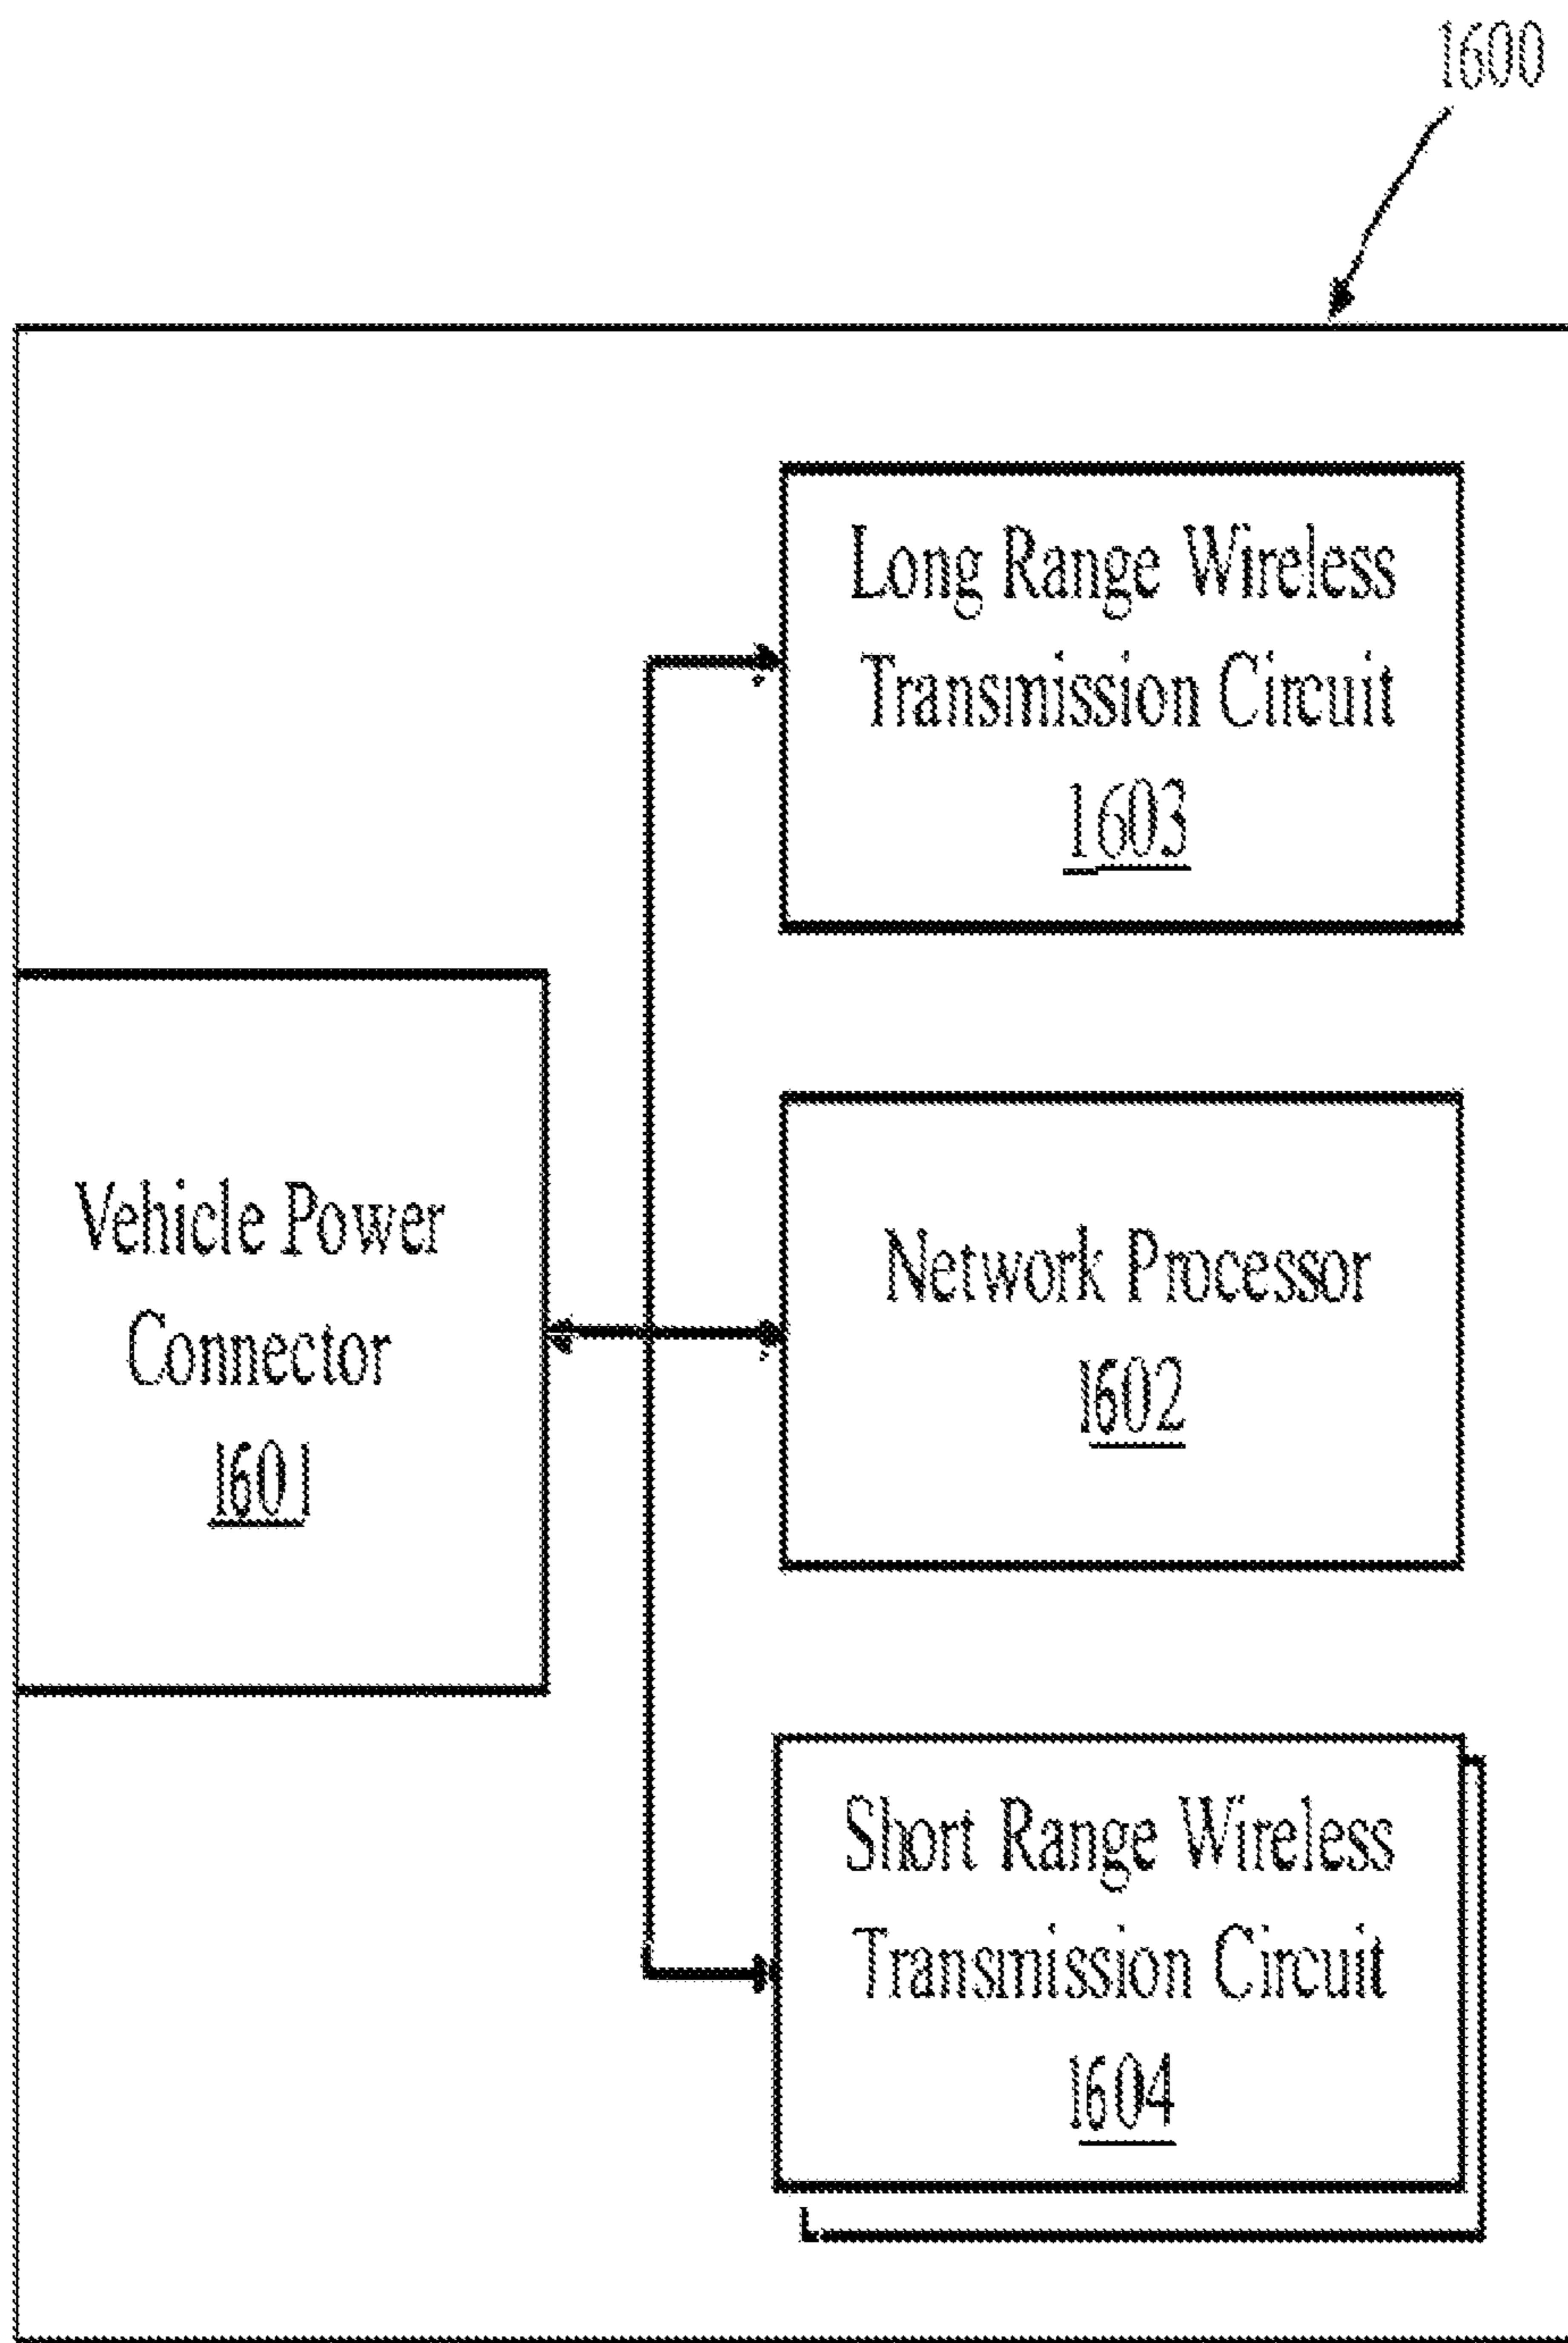 1600
Long Range Wireless
Transmission Circuit
1603
Vehicle Power
Connector
1601
Network Processor
1602
Short Range Wireless
Transmission Circuit
1604